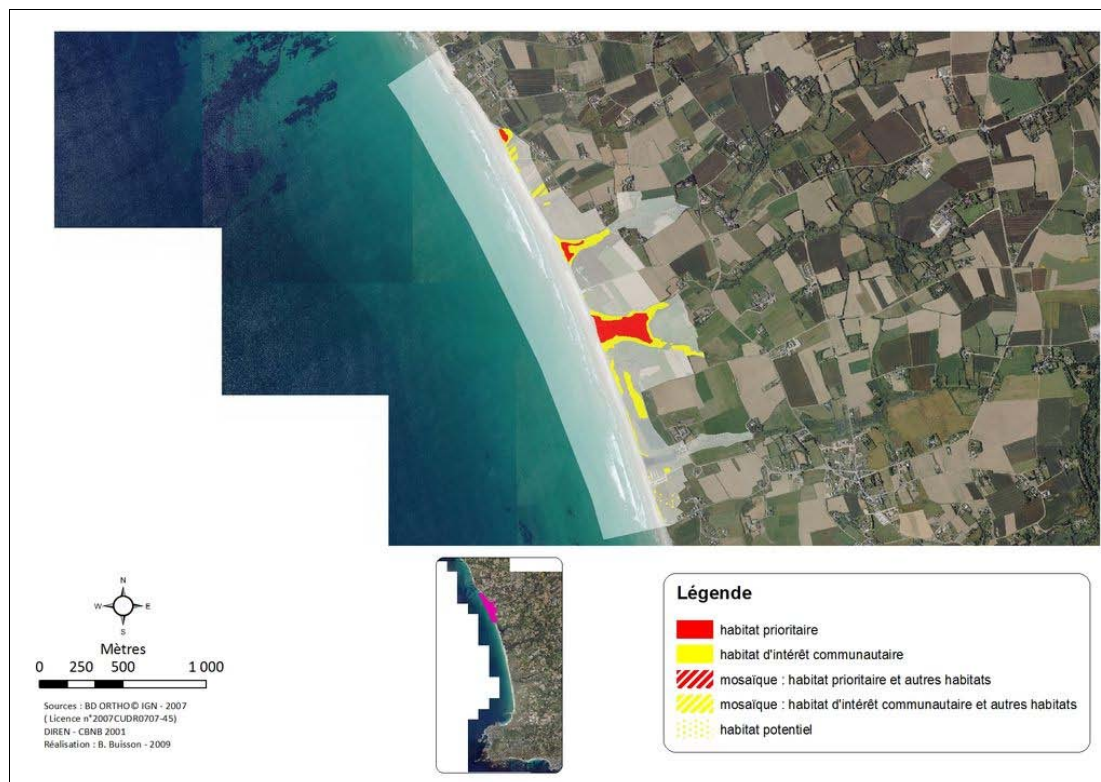 N
W
E
S
Mètres
0 250 500 1 000
Sources : BD ORTHO© IGN - 2007
( Licence n°2007CUDR0707-45)
DIREN - CBNB 2001
Réalisation : B. Buisson - 2009
Légende
habitat prioritaire
habitat d'intérêt communautaire
mosaïque : habitat prioritaire et autres habitats
mosaïque : habitat d'intérêt communautaire et autres habitats
habitat potentiel